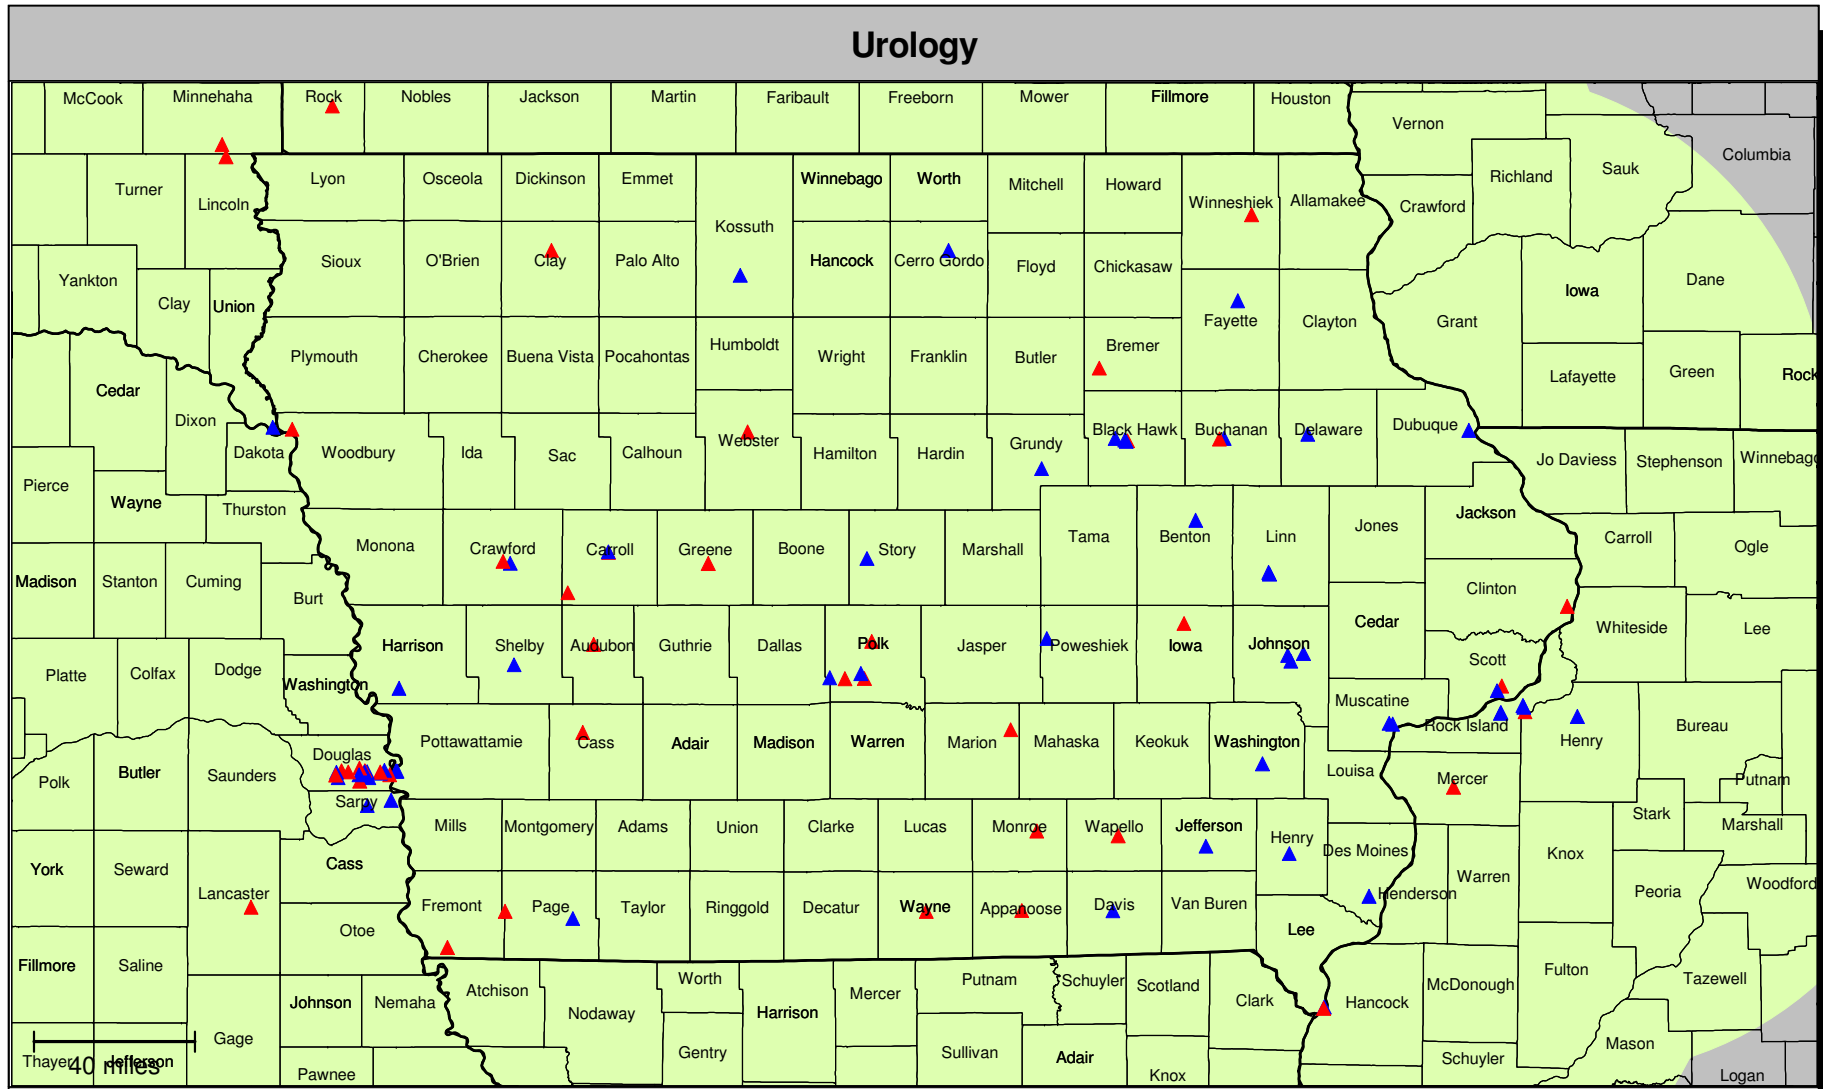 Urology
McCook Minnehaha Rock Nobles Jackson Martin Faribault Freeborn Mower Fillmore Houston
Vernon
Columbia
Richland Sauk
Turner Lincoln Lyon Osceola Dickinson Emmet Winnebago Worth Mitchell Howard
Winneshiek Allamakee Crawford
Kossuth
Yankton Sioux O'Brien Clay Palo Alto Hancock Cerro Gordo Floyd Chickasaw
Clay Union Iowa Dane
Fayette Clayton Grant
Plymouth Cherokee Buena Vista Pocahontas Humboldt Wright Franklin Butler Bremer
Cedar Lafayette Green Rock
Dixon
Dakota Woodbury Ida Sac Calhoun Webster Hamilton Hardin Grundy Black Hawk Buchanan Delaware Dubuque
Jo Daviess Stephenson Winnebago
Pierce
Wayne Thurston Jackson
Monona Crawford Carroll Greene Boone Story Marshall Tama Benton Linn Jones
Carroll Ogle
Madison Stanton Cuming Burt Clinton
Cedar Whiteside Lee
Harrison Shelby Audubon Guthrie Dallas Polk Jasper Poweshiek Iowa Johnson
Scott
Platte Colfax Dodge
Washington
Muscatine
Rock Island Henry Bureau
Pottawattamie Cass Adair Madison Warren Marion Mahaska Keokuk Washington
Douglas
Polk Butler Saunders
Louisa Mercer Putnam
Sarpy
Mills Montgomery Adams Union Clarke Lucas Monroe Wapello Jefferson Henry
Stark Marshall
Des Moines Knox
York Seward Cass
Lancaster Warren Peoria Woodford
Henderson
Fremont Page Taylor Ringgold Decatur Wayne Appanoose Davis Van Buren
Otoe Lee
Fillmore Saline
Fulton Tazewell
Johnson Nemaha Atchison Worth Putnam Schuyler Scotland McDonough
Mercer Clark Hancock
Nodaway Harrison
Gage
Gentry Sullivan Adair Schuyler Mason
Thayer Jefferson
40 miles
Pawnee Knox Logan